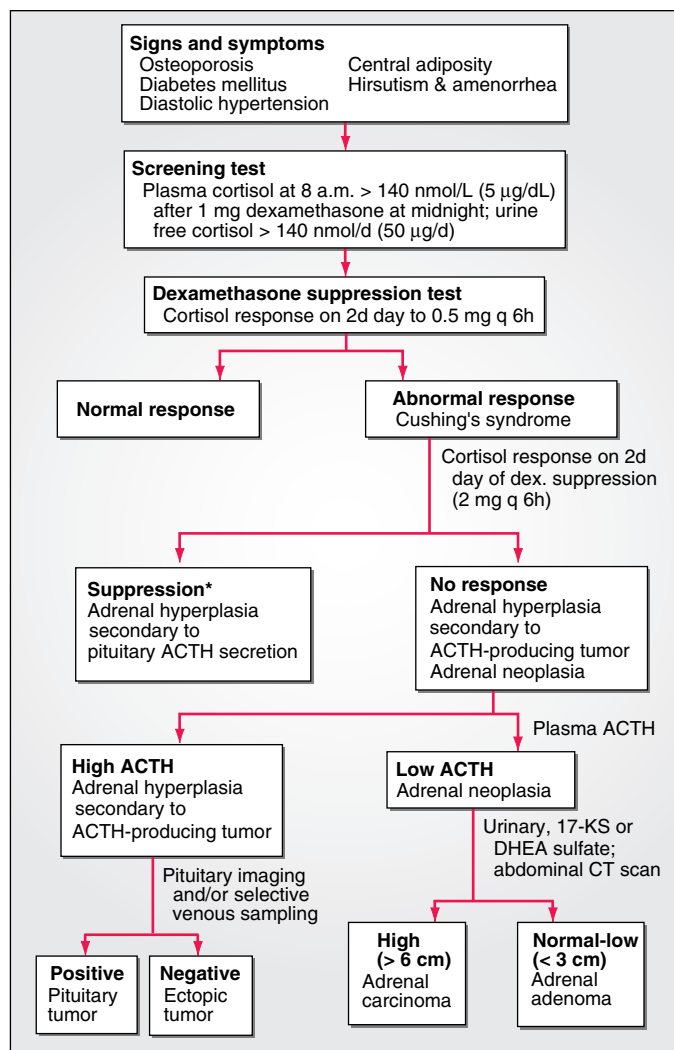 Signs and symptoms
Osteoporosis
Diabetes mellitus
Diastolic hypertension
Central adiposity
Hirsutism & amenorrhea
Screening test
Plasma cortisol at 8 a.m. > 140 nmol/L (5 μg/dL)
after 1 mg dexamethasone at midnight; urine
free cortisol > 140 nmol/d (50 μg/d)
Dexamethasone suppression test
Cortisol response on 2d day to 0.5 mg q 6h
Normal response
Abnormal response
Cushing's syndrome
Cortisol response on 2d
day of dex. suppression
(2 mg q 6h)
Suppression*
Adrenal hyperplasia
secondary to
pituitary ACTH secretion
No response
Adrenal hyperplasia
secondary to
ACTH-producing tumor
Adrenal neoplasia
Plasma ACTH
High ACTH
Adrenal hyperplasia
secondary to
ACTH-producing tumor
Low ACTH
Adrenal neoplasia
Pituitary imaging
and/or selective
venous sampling
Urinary, 17-KS or
DHEA sulfate;
abdominal CT scan
Positive
Pituitary
tumor
Negative
Ectopic
tumor
High
(> 6 cm)
Adrenal
carcinoma
Normal-low
(< 3 cm)
Adrenal
adenoma